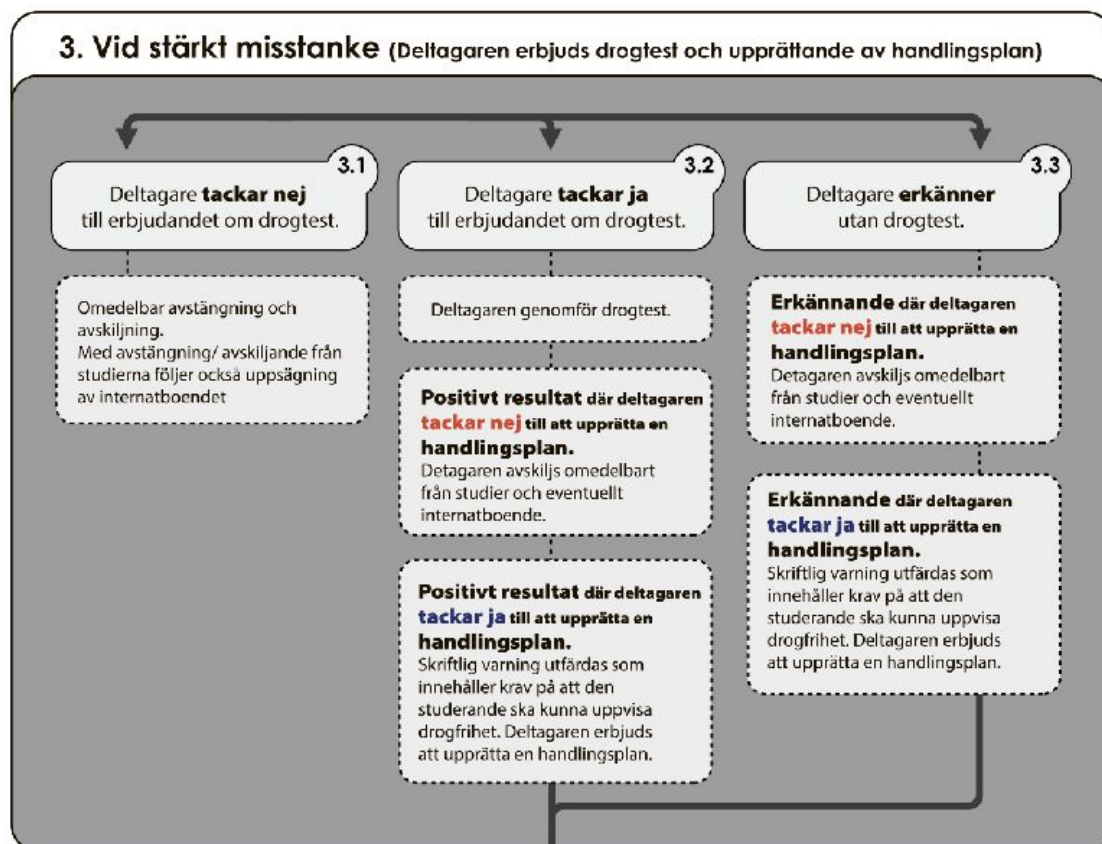 3. Vid stärkt misstanke (Deltagaren erbjuds drogtest och upprättande av handlingsplan)
3.1
Deltagare tackar nej
till erbjudandet om drogtest.
Omedelbar avstängning och
avskiljning.
Med avstängning/ avskiljande från
studierna följer också uppsägning
av internatboendet
3.2
Deltagare tackar ja
till erbjudandet om drogtest.
Deltagaren genomför drogtest.
Positivt resultat där deltagaren
tackar nej till att upprätta en
handlingsplan.
Detagaren avskiljs omedelbart
från studier och eventuellt
internatboende.
Positivt resultat där deltagaren
tackar ja till att upprätta en
handlingsplan.
Skriftlig varning utfärdas som
innehåller krav på att den
studerande ska kunna uppvisa
drogfrihet. Deltagaren erbjuds
att upprätta en handlingsplan.
3.3
Deltagare erkänner
utan drogtest.
Erkännande där deltagaren
tackar nej till att upprätta en
handlingsplan.
Detagaren avskiljs omedelbart
från studier och eventuellt
internatboende.
Erkännande där deltagaren
tackar ja till att upprätta en
handlingsplan.
Skriftlig varning utfärdas som
innehåller krav på att den
studerande ska kunna uppvisa
drogfrihet. Deltagaren erbjuds
att upprätta en handlingsplan.